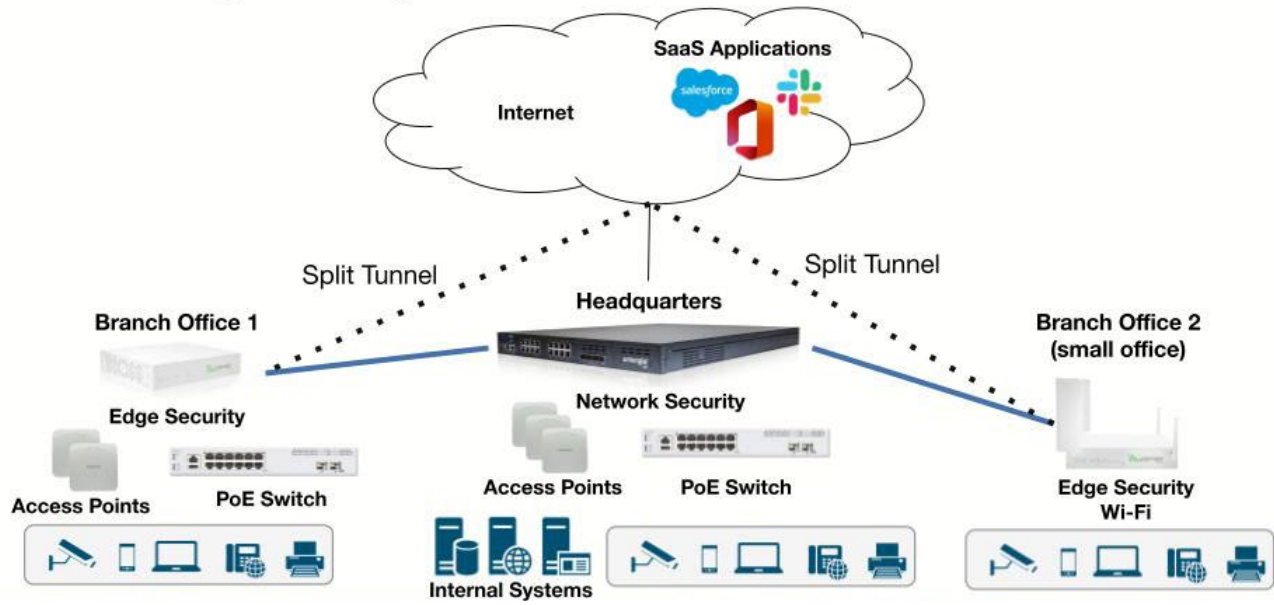 SaaS Applications
salesforce
Internet
Split Tunnel
Split Tunnel
Headquarters
Branch Office 1
Branch Office 2
(small office)
Edge Security
Network Security
Access Points
PoE Switch
Access Points
PoE Switch
Edge Security
Wi-Fi
Internal Systems